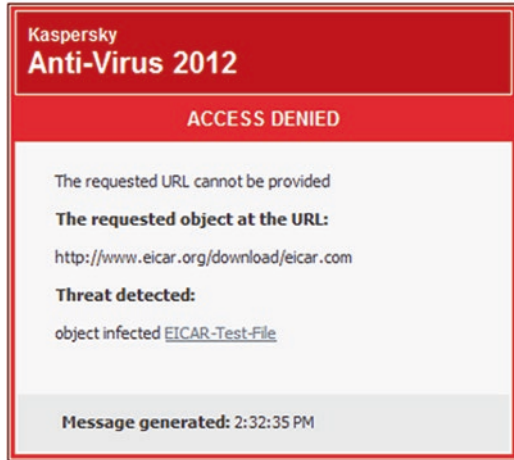 Kaspersky
Anti-Virus 2012
ACCESS DENIED
The requested URL cannot be provided
The requested object at the URL:
http://www.eicar.org/download/eicar.com
Threat detected:
object infected EICAR-Test-File
Message generated: 2:32:35 PM